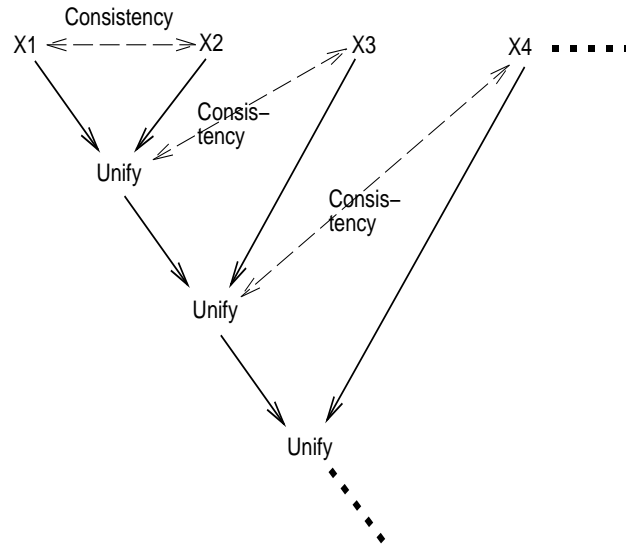 Consistency
X1
X2
X3
X4
Consis–
tency
Unify
Consis–
tency
Unify
Unify